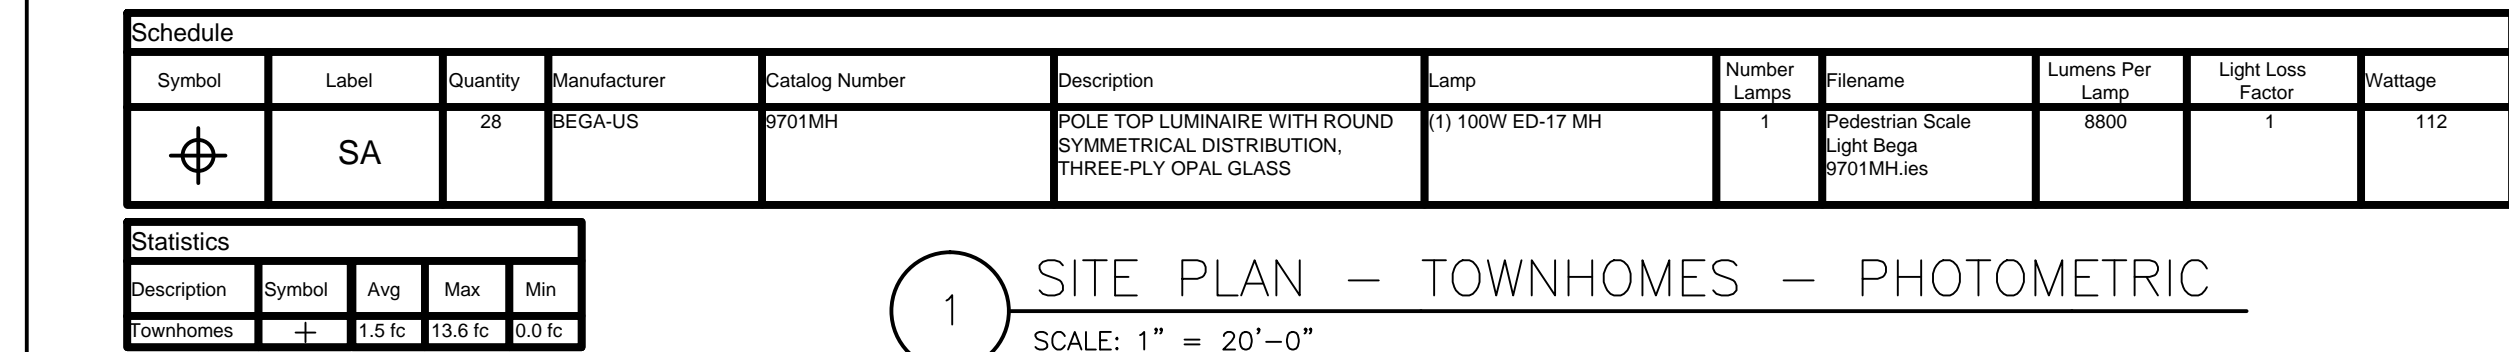 Schedule
Symbol Label Quantity Manufacturer Catalog Number Description Lamp Number Lamps Filename Lumens Per Lamp Light Loss Factor Wattage
SA 28 BEGA-US 9701MH POLE TOP LUMINAIRE WITH ROUND (1) 100W ED-17 MH 1 Pedestrian Scale 8800 1 112
SYMMETRICAL DISTRIBUTION, Light Bega
THREE-PLY OPAL GLASS 9701MH.ies
Statistics
Description Symbol Avg Max Min
Townhomes + 1.5 fc 13.6 fc 0.0 fc
1 SITE PLAN – TOWNHOMES – PHOTOMETRIC
SCALE: 1" = 20'–0"